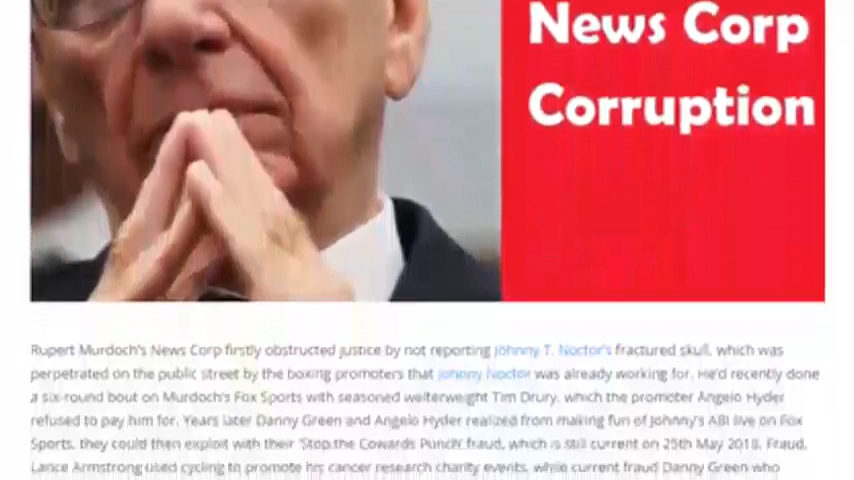 News Corp
Corruption
Rupert Murdoch's News Corp firstly obstructed justice by not reporting Johnny T. Noctor's fractured skull, which was
perpetrated on the public street by the boxing promoters that Johnny Noctor was already working for. He'd recently done
a six-round bout on Murdoch's Fox Sports with seasoned welterweight Tim Drury, which the promoter Angelo Hyder
refused to pay him for. Years later Danny Green and Angelo Hyder realized from making fun of Johnny's ABI live on Fox
Sports, they could then exploit with their 'Stop the Cowards Punch' fraud, which is still current on 25th May 2018. Fraud,
Lance Armstrong used cycling to promote his cancer research charity events, while current fraud Danny Green who